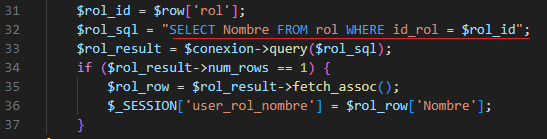 31 $rol_id = $row['rol'];
32 $rol_sql = "SELECT Nombre FROM rol WHERE id_rol = $rol_id";
33 $rol_result = $conexion->query($rol_sql);
34 if ($rol_result->num_rows == 1) {
35 $rol_row = $rol_result->fetch_assoc();
36 $_SESSION['user_rol_nombre'] = $rol_row['Nombre'];
37 }